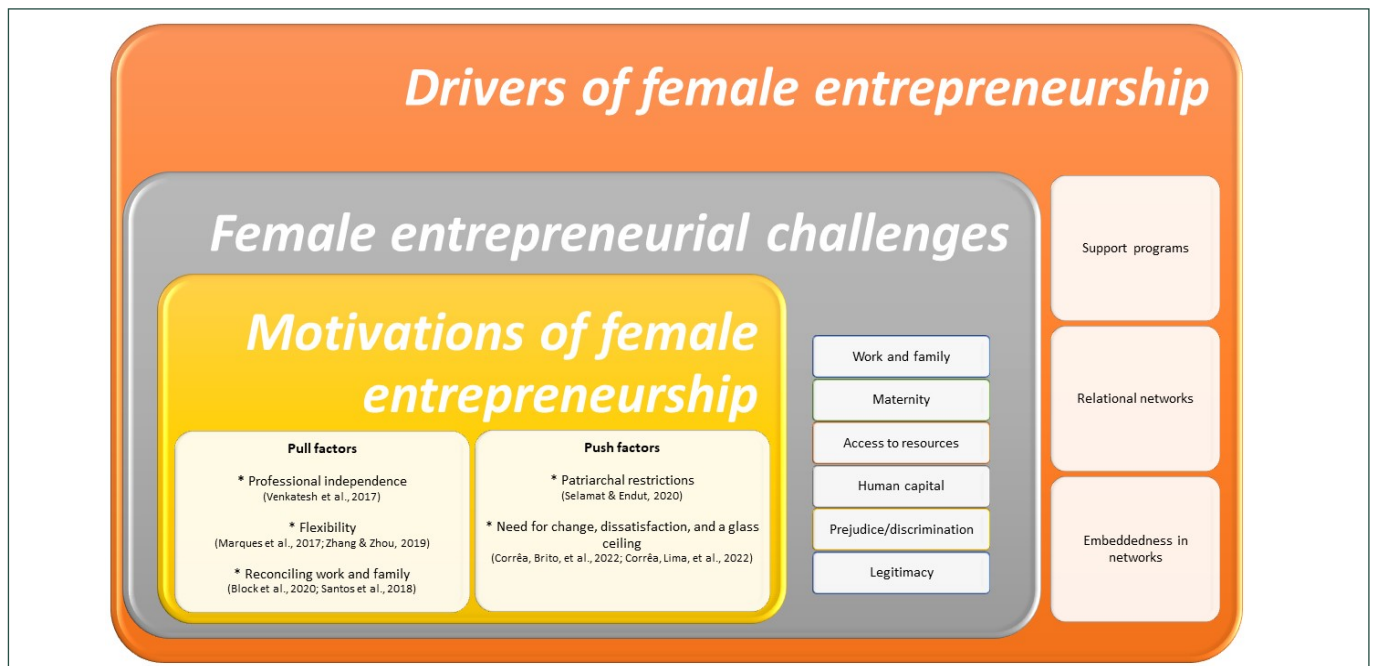 Drivers of female entrepreneurship
Female entrepreneurial challenges
Motivations of female
entrepreneurship
Pull factors
* Professional independence
(Venkatesh et al., 2017)
* Flexibility
(Marques et al., 2017; Zhang & Zhou, 2019)
* Reconciling work and family
(Block et al., 2020; Santos et al., 2018)
Push factors
* Patriarchal restrictions
(Selamat & Endut, 2020)
* Need for change, dissatisfaction, and a glass
ceiling
(Corrêa, Brito, et al., 2022; Corrêa, Lima, et al., 2022)
Work and family
Maternity
Access to resources
Human capital
Prejudice/discrimination
Legitimacy
Support programs
Relational networks
Embeddedness in
networks